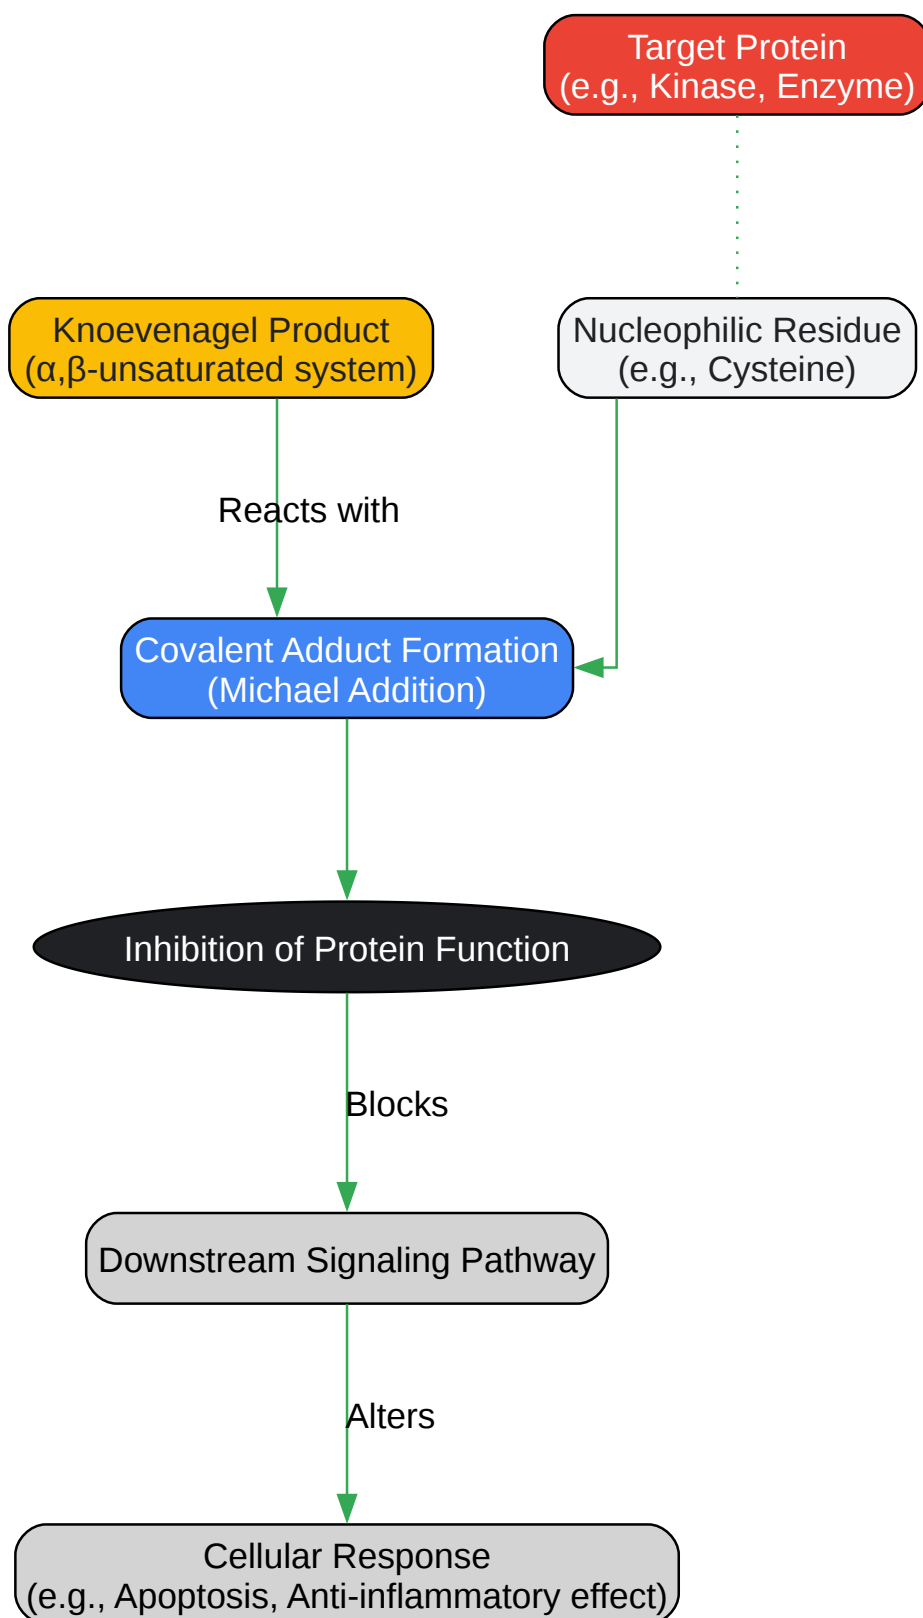 Target Protein
(e.g., Kinase, Enzyme)
Knoevenagel Product
(α,β-unsaturated system)
Nucleophilic Residue
(e.g., Cysteine)
Reacts with
Covalent Adduct Formation
(Michael Addition)
Inhibition of Protein Function
Blocks
Downstream Signaling Pathway
Alters
Cellular Response
(e.g., Apoptosis, Anti-inflammatory effect)